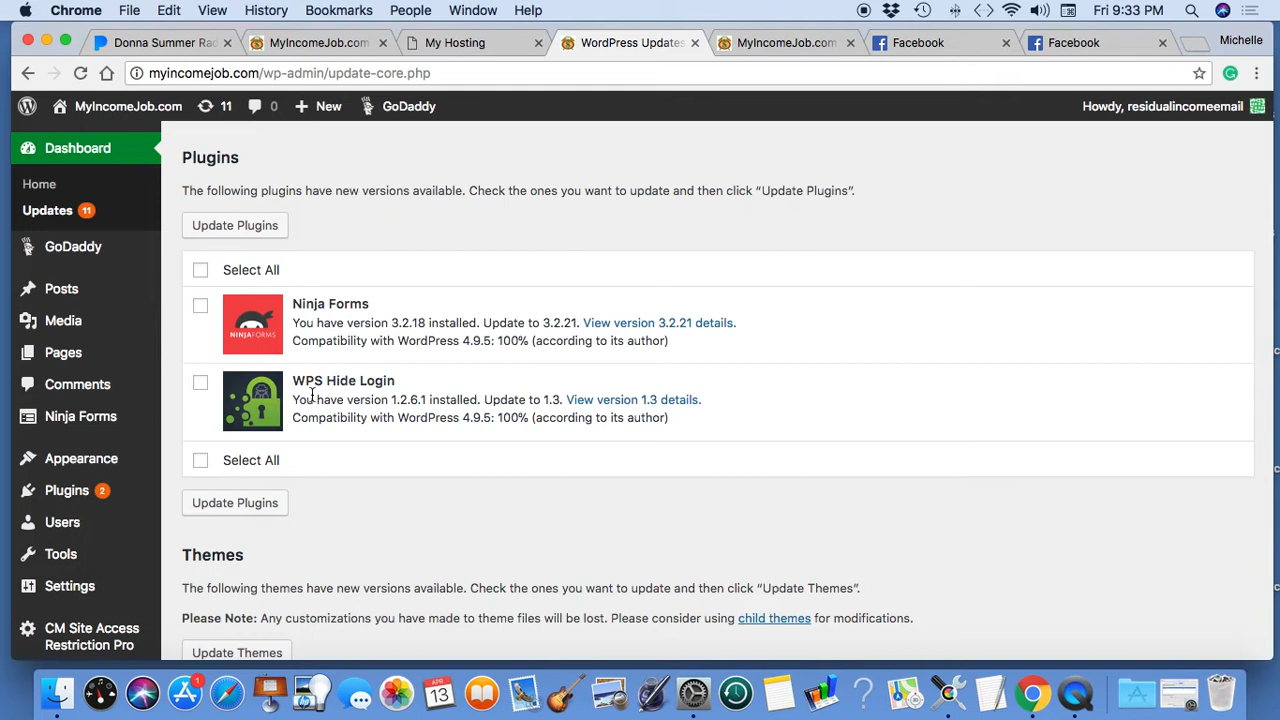 Chrome File Edit View History Bookmarks People Window Help Fri 9:33 PM
Donna Summer Ra MyIncomeJob.com My Hosting WordPress Updates MyIncomeJob.com Facebook Facebook Michelle
myincomejob.com/wp-admin/update-core.php
MyIncomeJob.com 11 0 New GoDaddy Howdy, residualincomeemail
Dashboard
Home
Updates 11
GoDaddy
Posts
Media
Pages
Comments
Ninja Forms
Appearance
Plugins 2
Users
Tools
Settings
CM Site Access
Restriction Pro
Plugins
The following plugins have new versions available. Check the ones you want to update and then click “Update Plugins”.
Update Plugins
Select All
Ninja Forms
You have version 3.2.18 installed. Update to 3.2.21. View version 3.2.21 details.
Compatibility with WordPress 4.9.5: 100% (according to its author)
NINJAFORMS
WPS Hide Login
You have version 1.2.6.1 installed. Update to 1.3. View version 1.3 details.
Compatibility with WordPress 4.9.5: 100% (according to its author)
Select All
Update Plugins
Themes
The following themes have new versions available. Check the ones you want to update and then click “Update Themes”.
Please Note: Any customizations you have made to theme files will be lost. Please consider using child themes for modifications.
Update Themes
1
APR
13